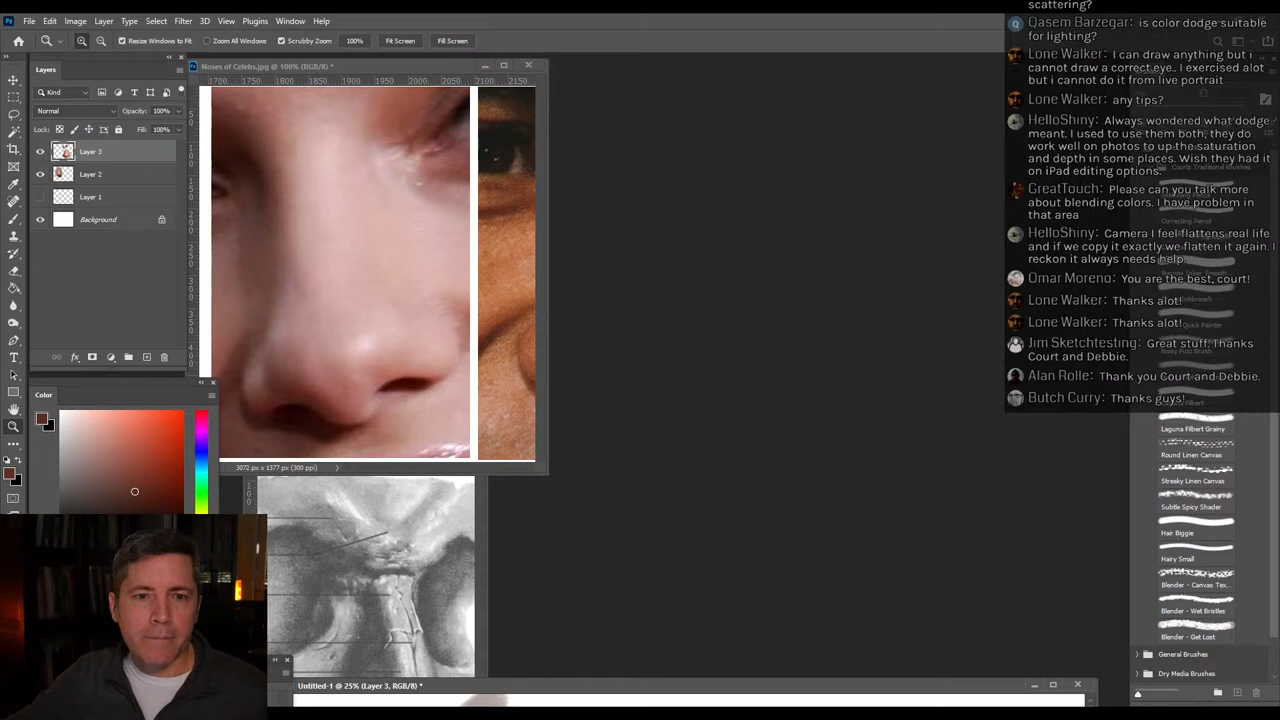 File Edit Image Layer Type Select Filter 3D View Plugins Window Help
Resize Windows to Fit Zoom All Windows Scrubby Zoom 100% Fit Screen Fill Screen
Layers
Kind
Normal Opacity: 100%
Lock: Fill: 100%
Layer 3
Layer 2
Layer 1
Background
Color
Noses of Celebs.jpg @ 100% (RGB/8) *
1700 1750 1800 1850 1900 1950 2000 2050 2100 2150
3072 px x 1377 px (300 ppi)
Untitled-1 @ 25% (Layer 3, RGB/8) *
scattering?
Qasem Barzegar: is color dodge suitable
for lighting?
Lone Walker: I can draw anything but i
cannot draw a correct eye. I exercised alot
but i cannot do it from live portrait
Lone Walker: any tips?
HelloShiny: Always wondered what dodge
meant. I used to use them both, they do
work well on photos to up the saturation
and depth in some places. Wish they had it
on iPad editing options.
GreatTouch: Please can you talk more
about blending colors. I have problem in
that area
HelloShiny: Camera I feel flattens real life
and if we copy it exactly we flatten it again. I
reckon it always needs help.
Omar Moreno: You are the best, court!
Lone Walker: Thanks alot!
Lone Walker: Thanks alot!
Jim Sketchtesting: Great stuff. Thanks
Court and Debbie.
Alan Rolle: Thank you Court and Debbie.
Butch Curry: Thanks guys!
Laguna Filbert Grainy
Round Linen Canvas
Streaky Linen Canvas
Subtle Spicy Shader
Hair Biggie
Hairy Small
Blender - Canvas Tex...
Blender - Wet Bristles
Blender - Get Lost
General Brushes
Dry Media Brushes